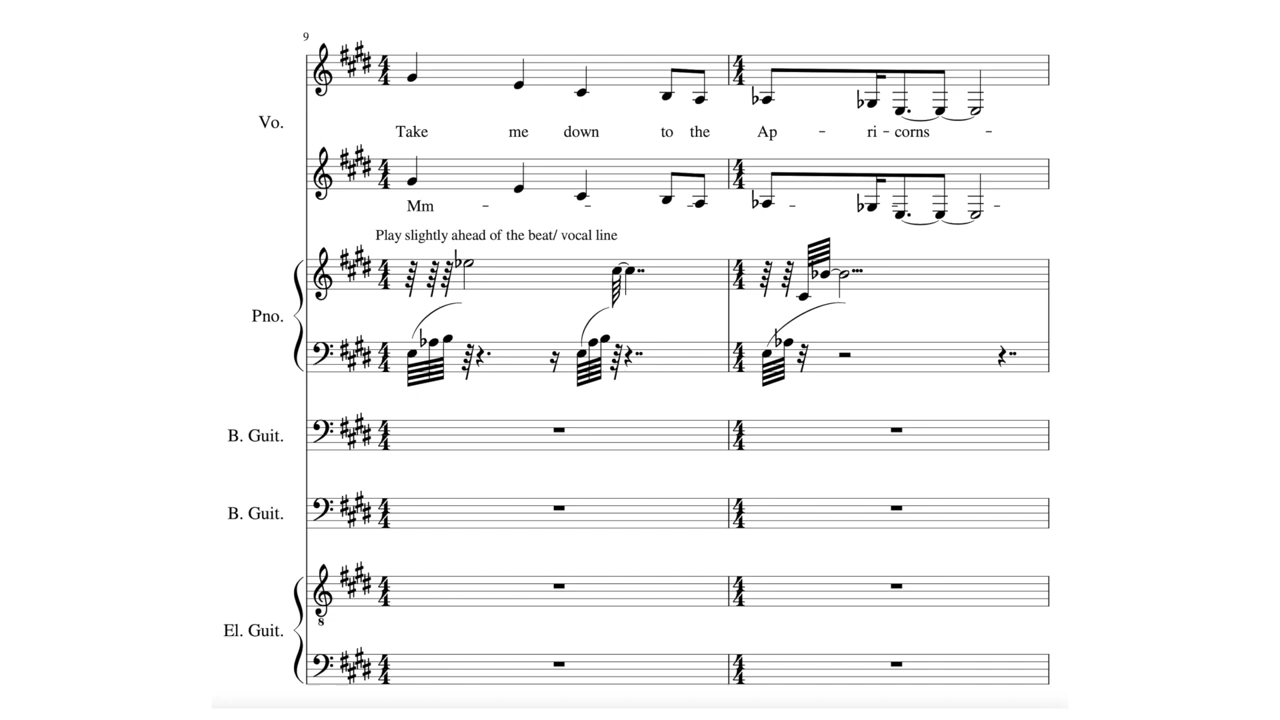 9
Vo.
Take me down to the Ap - ri - corns -
Mm - - - - - -
Play slightly ahead of the beat/ vocal line
Pno.
B. Guit.
B. Guit.
El. Guit.